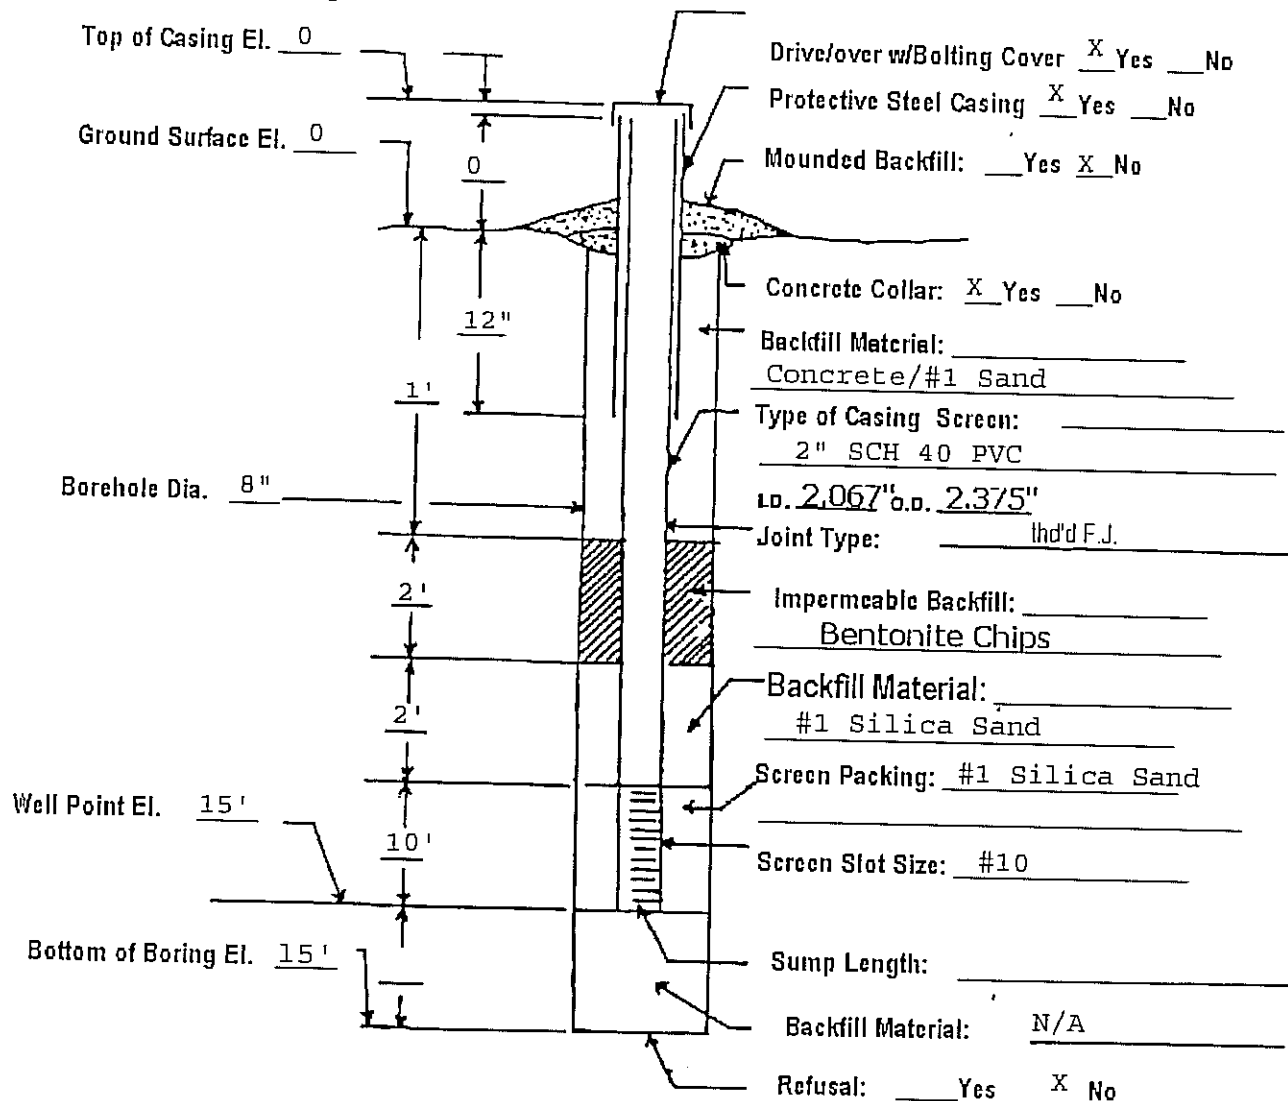 Top of Casing El. 0
Drive/over w/Bolting Cover X Yes No
Protective Steel Casing X Yes No
Ground Surface El. 0
0
Mounded Backfill: Yes X No
Concrete Collar: X Yes No
12"
Backfill Material:
Concrete/#1 Sand
1'
Type of Casing Screen:
2" SCH 40 PVC
Borehole Dia. 8"
I.D. 2.067" O.D. 2.375"
Joint Type: thd'd F.J.
2'
Impermeable Backfill:
Bentonite Chips
2'
Backfill Material:
#1 Silica Sand
Screen Packing: #1 Silica Sand
Well Point El. 15'
10'
Screen Slot Size: #10
Bottom of Boring El. 15'
Sump Length:
Backfill Material: N/A
Refusal: Yes X No